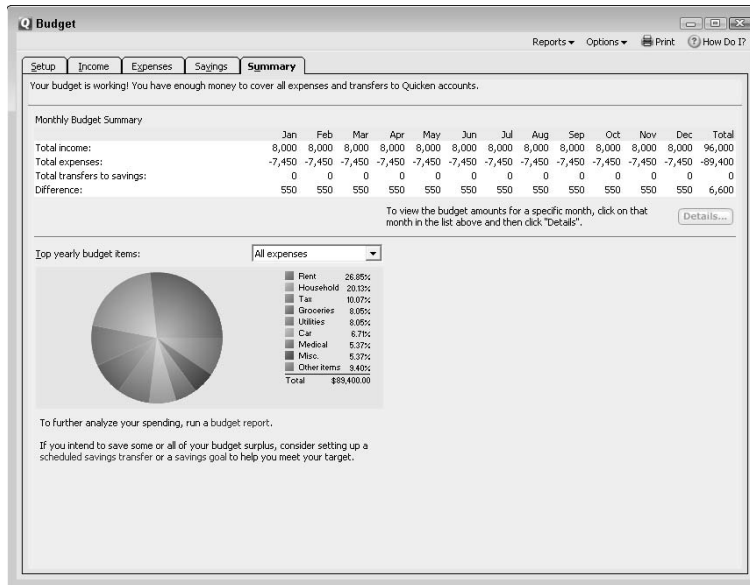 Budget
Reports Options Print How Do I?
Setup Income Expenses Savings Summary
Your budget is working! You have enough money to cover all expenses and transfers to Quicken accounts.
Monthly Budget Summary
Jan Feb Mar Apr May Jun Jul Aug Sep Oct Nov Dec Total
Total income: 8,000 8,000 8,000 8,000 8,000 8,000 8,000 8,000 8,000 8,000 8,000 8,000 96,000
Total expenses: -7,450 -7,450 -7,450 -7,450 -7,450 -7,450 -7,450 -7,450 -7,450 -7,450 -7,450 -7,450 -89,400
Total transfers to savings: 0 0 0 0 0 0 0 0 0 0 0 0 0
Difference: 550 550 550 550 550 550 550 550 550 550 550 550 6,600
To view the budget amounts for a specific month, click on that
month in the list above and then click "Details".
Details...
Top yearly budget items: All expenses
Rent 26.85%
Household 20.13%
Tax 10.07%
Groceries 8.05%
Utilities 8.05%
Car 6.71%
Medical 5.37%
Misc. 5.37%
Other items 9.40%
Total $89,400.00
To further analyze your spending, run a budget report.
If you intend to save some or all of your budget surplus, consider setting up a
scheduled savings transfer or a savings goal to help you meet your target.